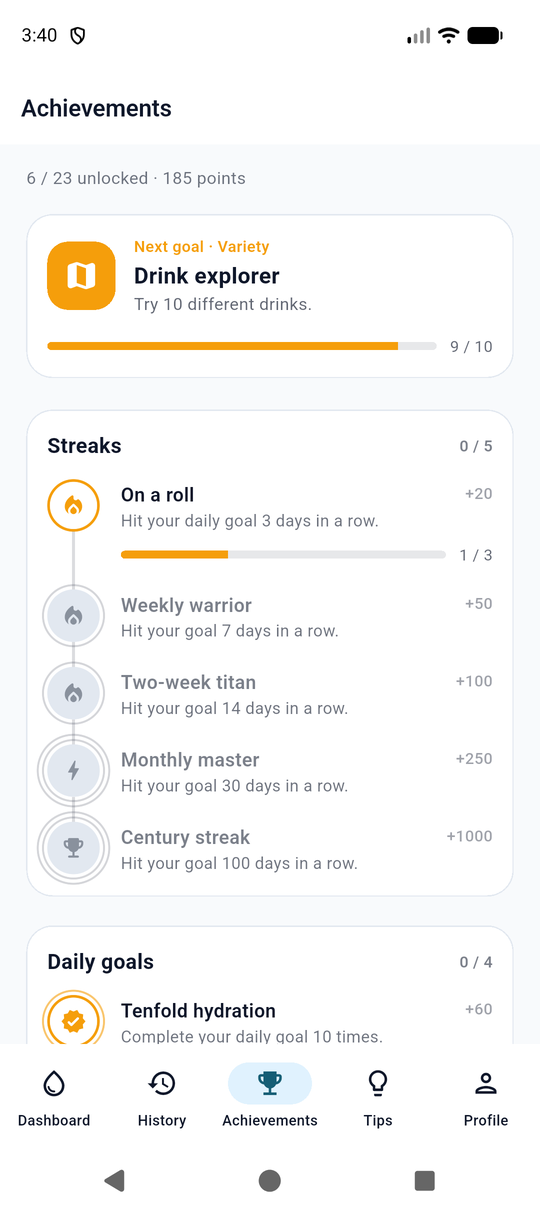 3:40
Achievements
6 / 23 unlocked · 185 points
Next goal · Variety
Drink explorer
Try 10 different drinks.
9 / 10
Streaks
0 / 5
On a roll
+20
Hit your daily goal 3 days in a row.
1 / 3
Weekly warrior
+50
Hit your goal 7 days in a row.
Two-week titan
+100
Hit your goal 14 days in a row.
Monthly master
+250
Hit your goal 30 days in a row.
Century streak
+1000
Hit your goal 100 days in a row.
Daily goals
0 / 4
Tenfold hydration
+60
Complete your daily goal 10 times.
Dashboard
History
Achievements
Tips
Profile